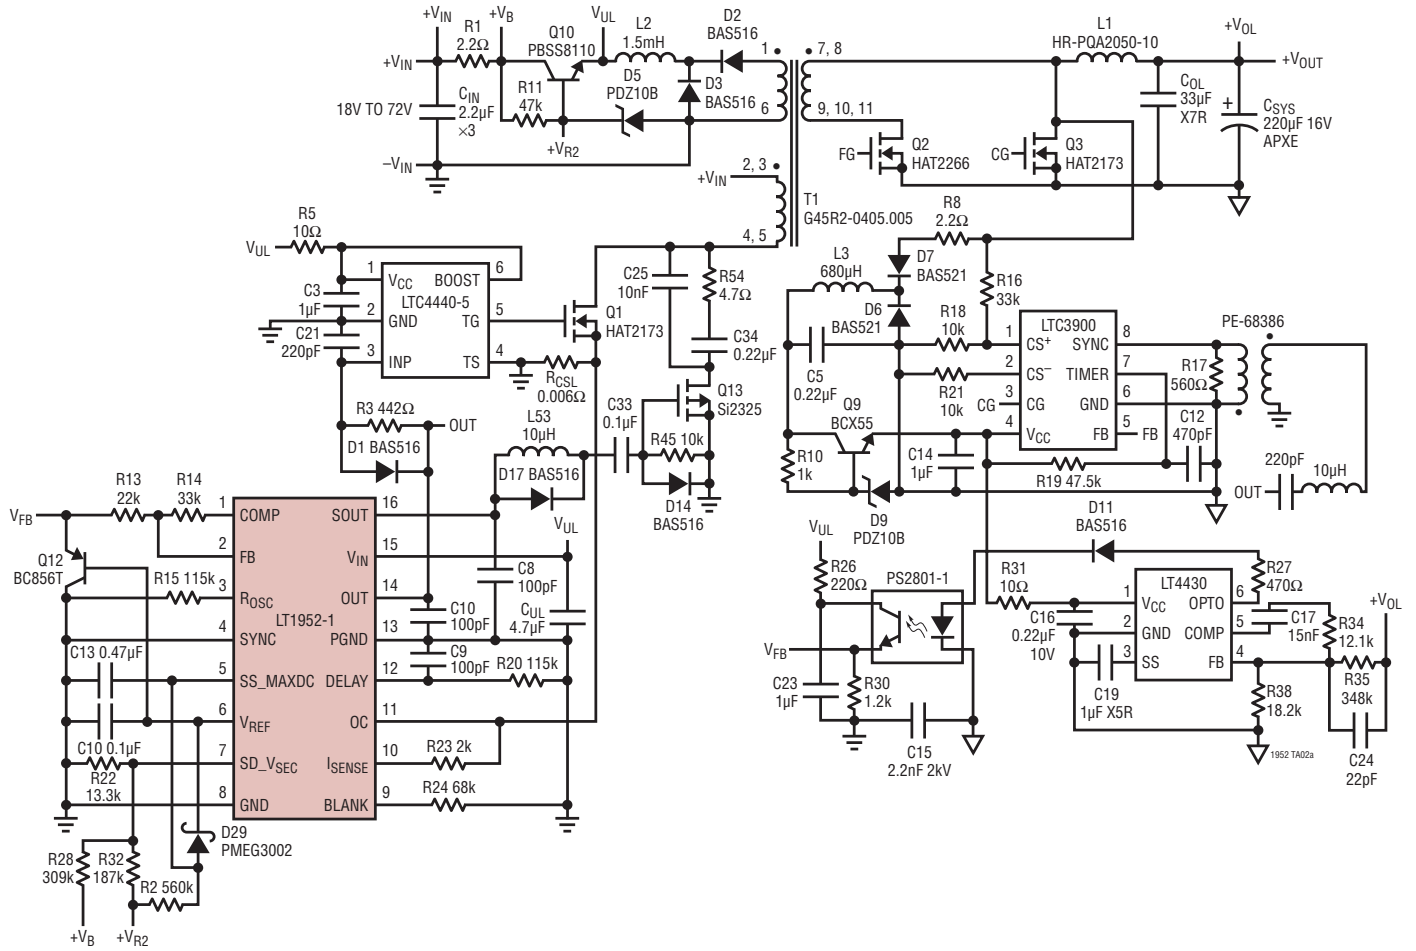 +VIN
+VB
VUL
R1
2.2Ω
Q10
PBSS8110
L2
1.5mH
D2
BAS516
+VIN
18V TO 72V
CIN
2.2µF
×3
R11
47k
D5
PDZ10B
D3
BAS516
+VR2
–VIN
1
6
7, 8
9, 10, 11
2, 3
+VIN
4, 5
T1
G45R2-0405.005
L1
HR-PQA2050-10
+VOL
+VOUT
COL
33µF
X7R
+
CSYS
220µF 16V
APXE
FG
Q2
HAT2266
CG
Q3
HAT2173
R5
10Ω
VUL
C3
1µF
C21
220pF
1
2
3
VCC
GND
INP
LTC4440-5
BOOST
TG
TS
6
5
4
Q1
HAT2173
RCSL
0.006Ω
C25
10nF
R54
4.7Ω
C34
0.22µF
Q13
Si2325
C33
0.1µF
R45 10k
D14
BAS516
L53
10µH
D17 BAS516
R3 442Ω
OUT
D1 BAS516
R8
2.2Ω
L3
680µH
D7
BAS521
D6
BAS521
R16
33k
R18
10k
R21
10k
C5
0.22µF
Q9
BCX55
R10
1k
D9
PDZ10B
C14
1µF
CG
1
2
3
4
CS+
CS–
CG
VCC
LTC3900
SYNC
TIMER
GND
FB
8
7
6
5
FB
R17
560Ω
C12
470pF
R19 47.5k
PE-68386
220pF
10µH
OUT
VFB
R13
22k
R14
33k
Q12
BC856T
R15 115k
C13 0.47µF
C10 0.1µF
R22
13.3k
1
2
3
4
5
6
7
8
COMP
FB
ROSC
SYNC
SS_MAXDC
VREF
SD_VSEC
GND
LT1952-1
SOUT
VIN
OUT
PGND
DELAY
OC
ISENSE
BLANK
16
15
14
13
12
11
10
9
VUL
C8
100pF
CUL
4.7µF
C10
100pF
C9
100pF
R20 115k
R23 2k
R24 68k
D29
PMEG3002
R28
309k
R32
187k
R2 560k
+VB
+VR2
VUL
R26
220Ω
PS2801-1
VFB
C23
1µF
R30
1.2k
C15
2.2nF 2kV
D11
BAS516
R31
10Ω
C16
0.22µF
10V
C19
1µF X5R
1
2
3
VCC
GND
SS
LT4430
OPTO
COMP
FB
6
5
4
R27
470Ω
C17
15nF
R34
12.1k
+VOL
R35
348k
R38
18.2k
C24
22pF
1952 TA02a